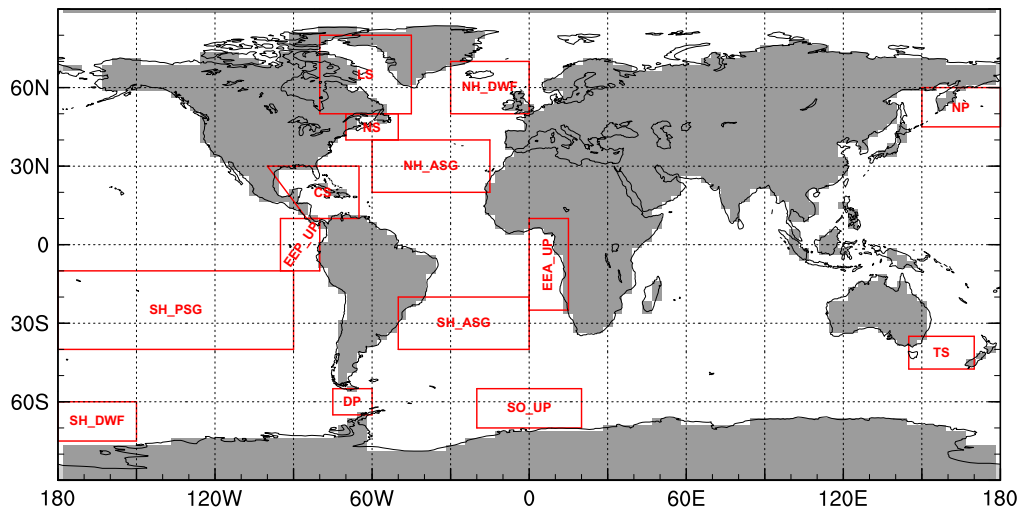 LS
NH_DWF
60N
NP
NS
NH_ASG
30N
CS
EEP_UP
EEA_UP
0
SH_PSG
SH_ASG
30S
TS
DP
SO_UP
60S
SH_DWF
180
120W
60W
0
60E
120E
180